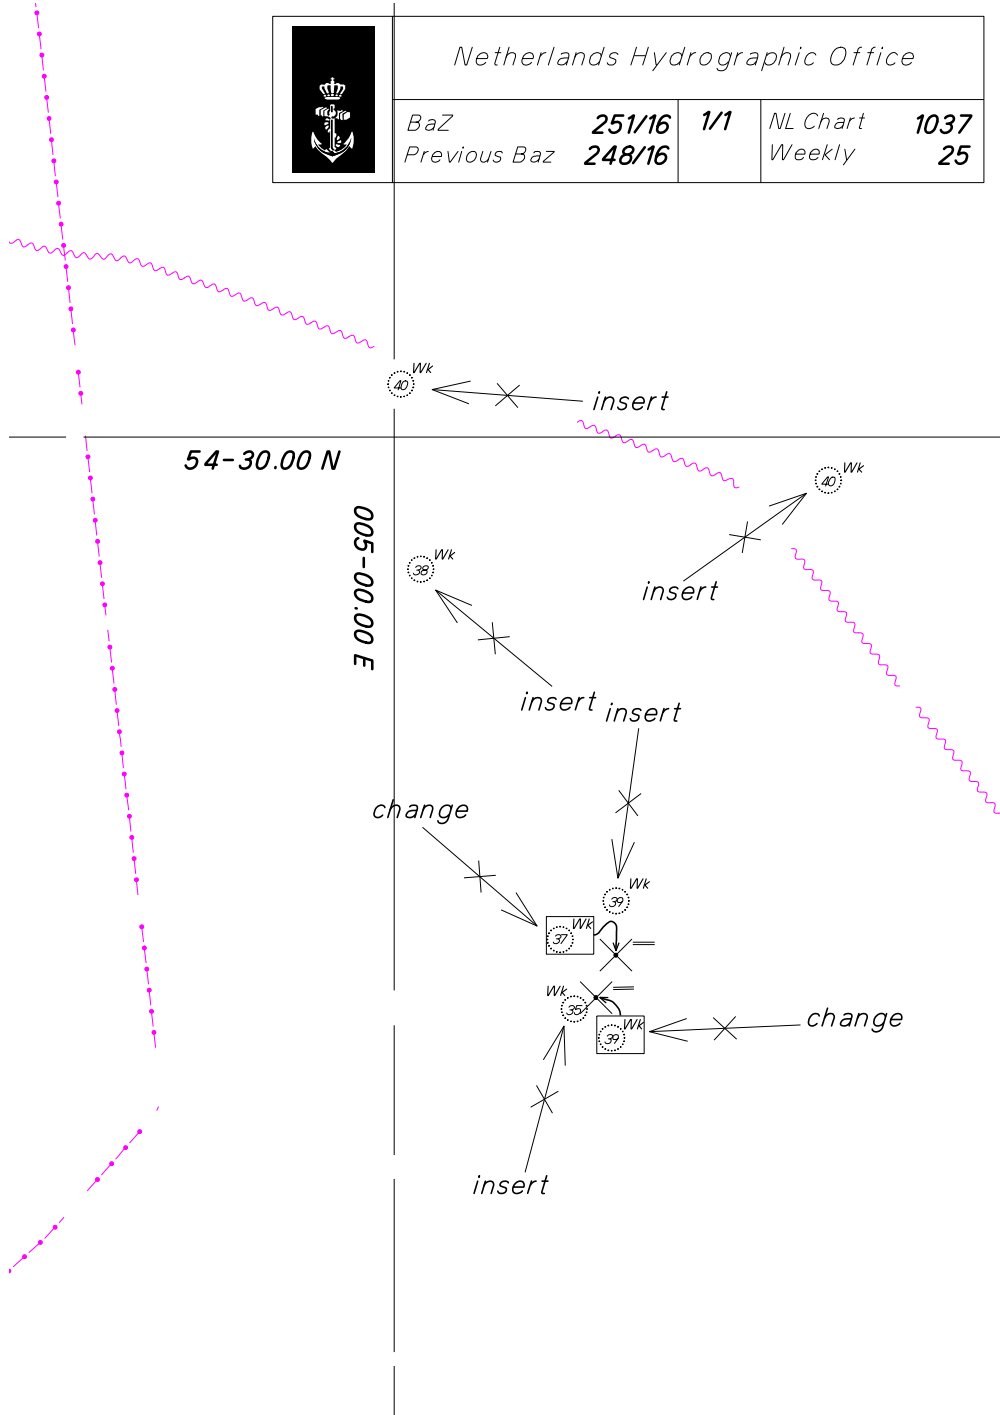 Netherlands Hydrographic Office
BaZ 251/16 1/1 NL Chart 1037
Previous Baz 248/16 Weekly 25
Wk
40
insert
54-30.00 N
Wk
40
005-00.00 E
Wk
38
insert
insert
insert
change
Wk
39
Wk
37
Wk
35
Wk
39
change
insert